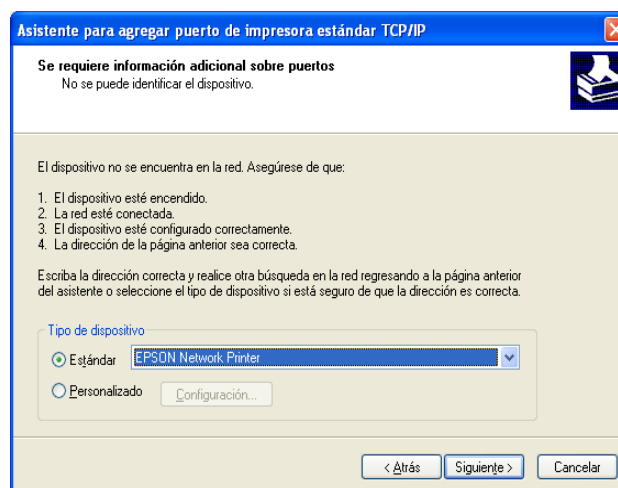 Asistente para agregar puerto de impresora estándar TCP/IP
Se requiere información adicional sobre puertos
No se puede identificar el dispositivo.
El dispositivo no se encuentra en la red. Asegúrese de que:
1. El dispositivo esté encendido.
2. La red esté conectada.
3. El dispositivo esté configurado correctamente.
4. La dirección de la página anterior sea correcta.
Escriba la dirección correcta y realice otra búsqueda en la red regresando a la página anterior
del asistente o seleccione el tipo de dispositivo si está seguro de que la dirección es correcta.
Tipo de dispositivo
Estándar EPSON Network Printer
Personalizado Configuración...
< Atrás Siguiente > Cancelar